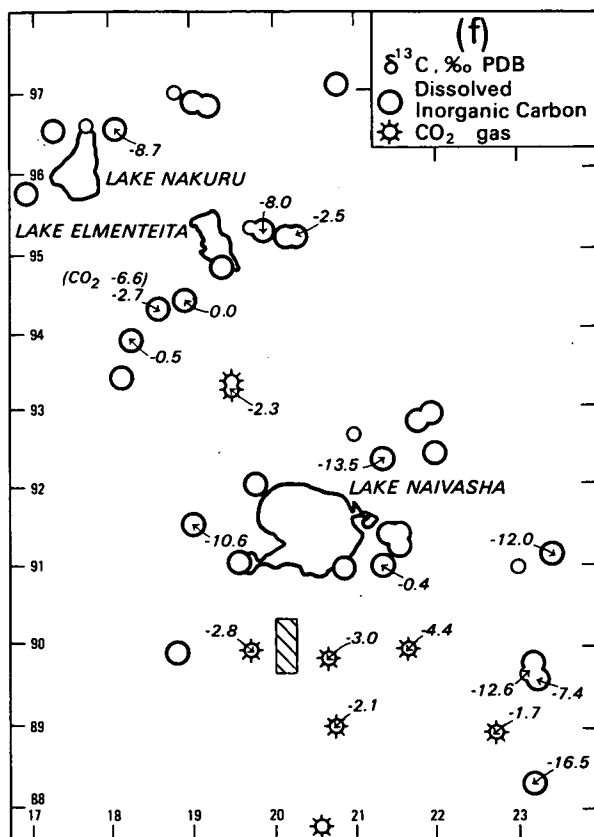 (f)
δ13C, ‰ PDB
Dissolved
Inorganic Carbon
CO2 gas
97
-8.7
96
LAKE NAKURU
-8.0
LAKE ELMENTEITA
-2.5
95
(CO2 -6.6)
-2.7
0.0
94
-0.5
93
-2.3
-13.5
LAKE NAIVASHA
92
-10.6
-12.0
91
-0.4
-2.8
-3.0
-4.4
90
-12.6
-7.4
-2.1
-1.7
89
-16.5
88
17 18 19 20 21 22 23